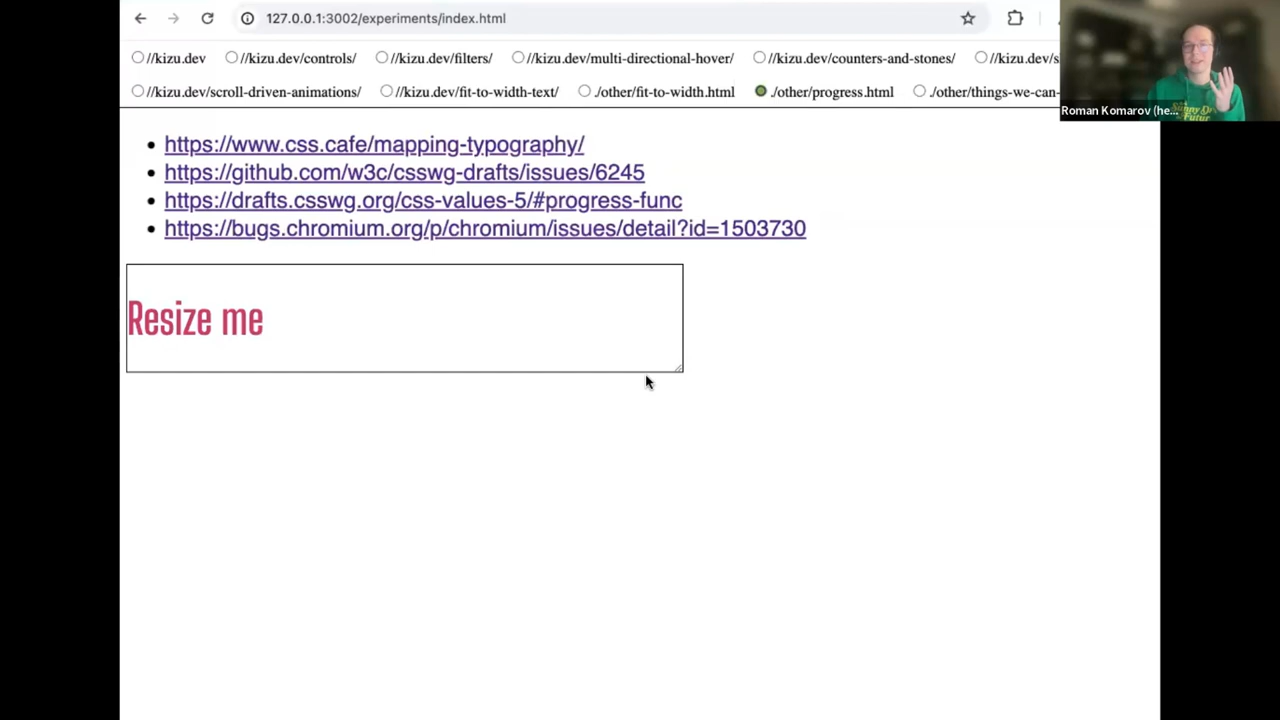 127.0.0.1:3002/experiments/index.html
//kizu.dev //kizu.dev/controls/ //kizu.dev/filters/ //kizu.dev/multi-directional-hover/ //kizu.dev/counters-and-stones/ //kizu.dev/s
//kizu.dev/scroll-driven-animations/ //kizu.dev/fit-to-width-text/ ./other/fit-to-width.html ./other/progress.html ./other/things-we-can-
Roman Komarov (he...
https://www.css.cafe/mapping-typography/
https://github.com/w3c/csswg-drafts/issues/6245
https://drafts.csswg.org/css-values-5/#progress-func
https://bugs.chromium.org/p/chromium/issues/detail?id=1503730
Resize me